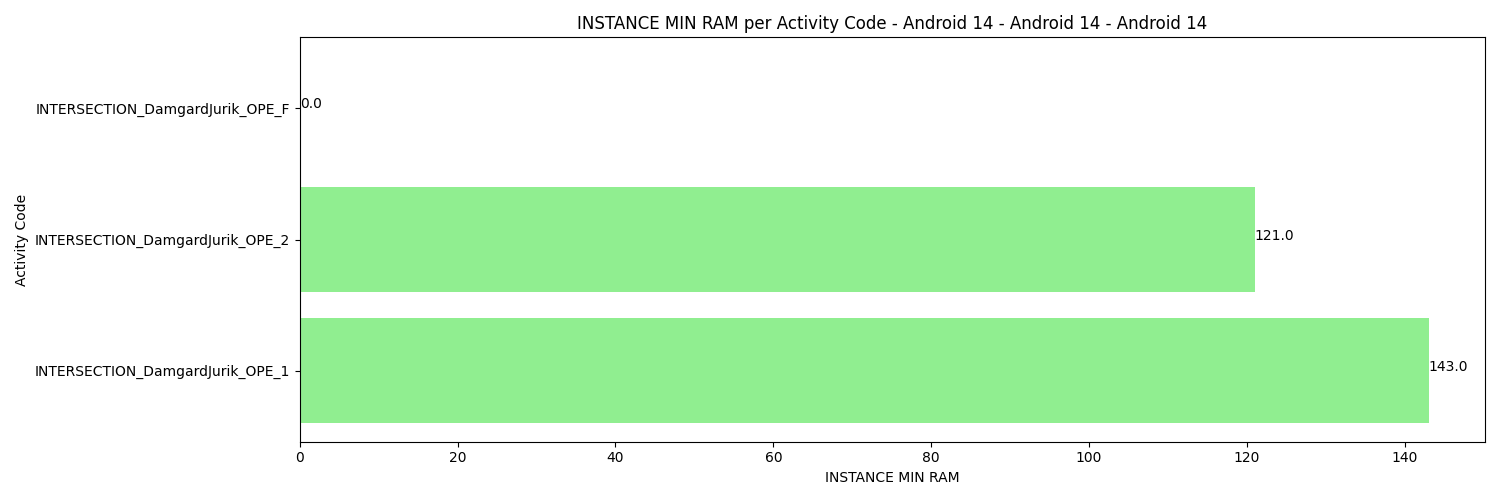 INSTANCE MIN RAM per Activity Code - Android 14 - Android 14 - Android 14
INTERSECTION_DamgardJurik_OPE_F
0.0
Activity Code
INTERSECTION_DamgardJurik_OPE_2
121.0
INTERSECTION_DamgardJurik_OPE_1
143.0
0 20 40 60 80 100 120 140
INSTANCE MIN RAM